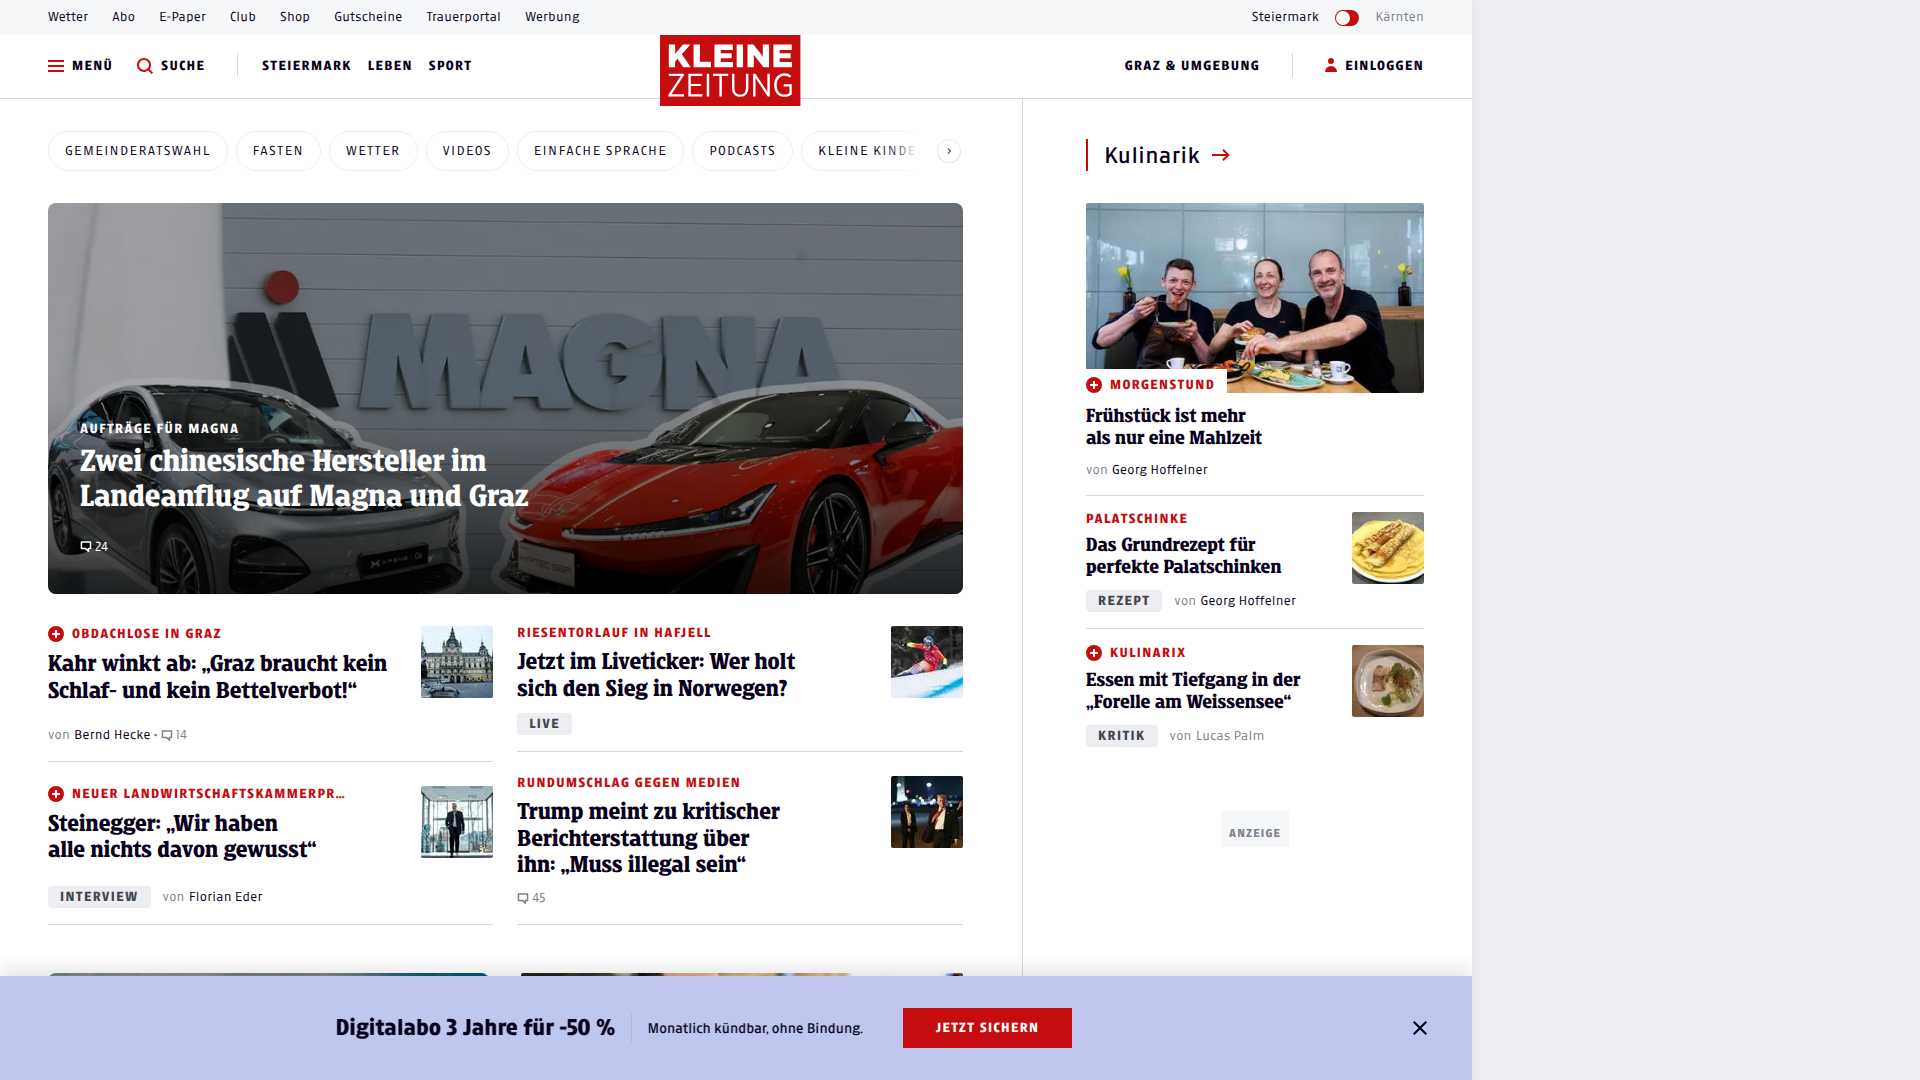 Wetter Abo E-Paper Club Shop Gutscheine Trauerportal Werbung
Steiermark Kärnten
MENÜ SUCHE STEIERMARK LEBEN SPORT
KLEINE
ZEITUNG
GRAZ & UMGEBUNG EINLOGGEN
GEMEINDERATSWAHL FASTEN WETTER VIDEOS EINFACHE SPRACHE PODCASTS KLEINE KINDE
MAGNA
AUFTRÄGE FÜR MAGNA
Zwei chinesische Hersteller im
Landeanflug auf Magna und Graz
24
OBDACHLOSE IN GRAZ
Kahr winkt ab: „Graz braucht kein
Schlaf- und kein Bettelverbot!“
von Bernd Hecke • 14
NEUER LANDWIRTSCHAFTSKAMMERPR…
Steinegger: „Wir haben
alle nichts davon gewusst“
INTERVIEW von Florian Eder
RIESENTORLAUF IN HAFJELL
Jetzt im Liveticker: Wer holt
sich den Sieg in Norwegen?
LIVE
RUNDUMSCHLAG GEGEN MEDIEN
Trump meint zu kritischer
Berichterstattung über
ihn: „Muss illegal sein“
45
Kulinarik
MORGENSTUND
Frühstück ist mehr
als nur eine Mahlzeit
von Georg Hoffelner
PALATSCHINKE
Das Grundrezept für
perfekte Palatschinken
REZEPT von Georg Hoffelner
KULINARIX
Essen mit Tiefgang in der
„Forelle am Weissensee“
KRITIK von Lucas Palm
ANZEIGE
Digitalabo 3 Jahre für -50 %
Monatlich kündbar, ohne Bindung.
JETZT SICHERN